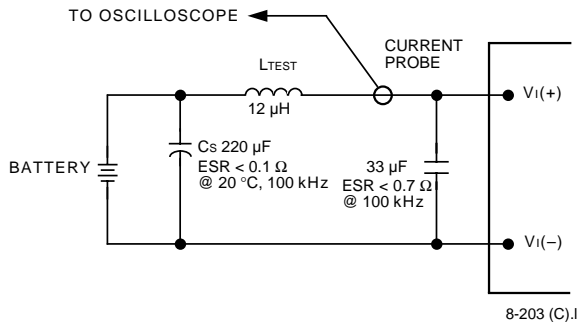 TO OSCILLOSCOPE
CURRENT
PROBE
LTEST
12 µH
VI(+)
CS 220 µF
ESR < 0.1 Ω
@ 20 °C, 100 kHz
33 µF
ESR < 0.7 Ω
@ 100 kHz
BATTERY
VI(–)
8-203 (C).l